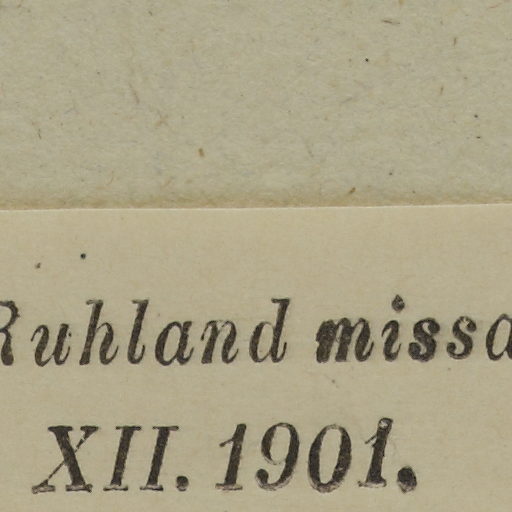 Ruhland missa
XII. 1901.